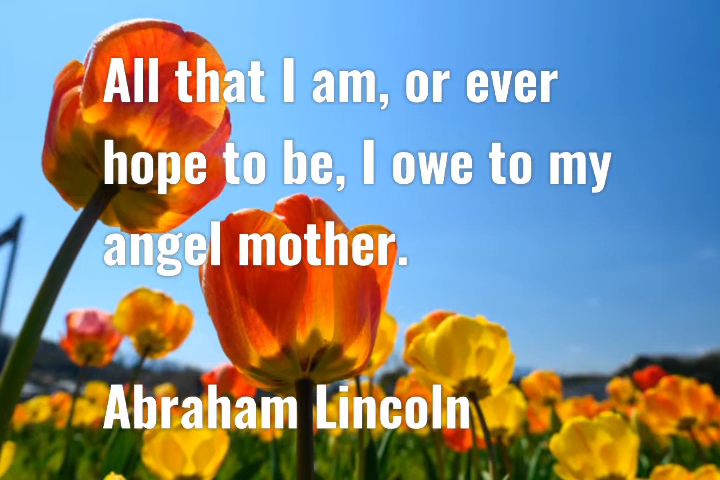 All that I am, or ever
hope to be, I owe to my
angel mother.
Abraham Lincoln